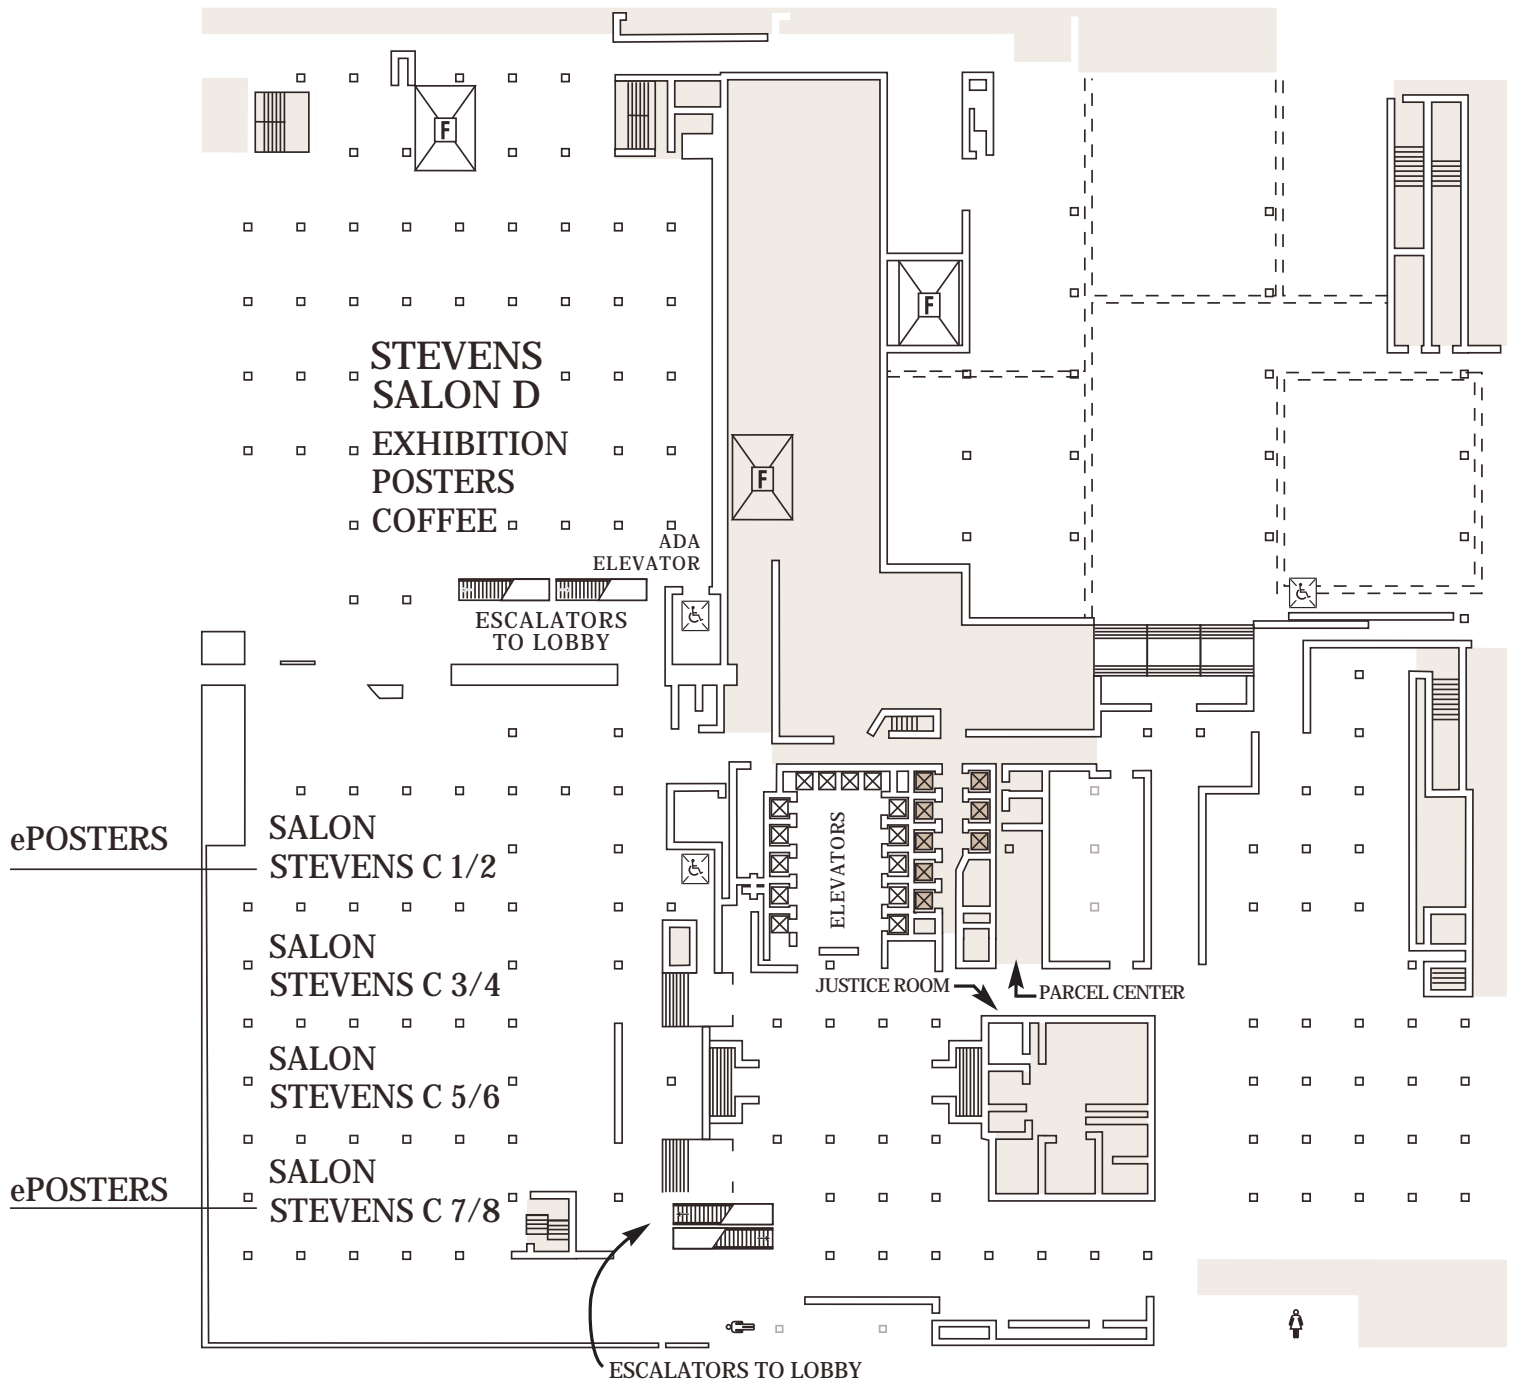 F
F
STEVENS
SALON D
EXHIBITION
POSTERS
COFFEE
F
ADA
ELEVATOR
ESCALATORS
TO LOBBY
ePOSTERS
SALON
STEVENS C 1/2
ELEVATORS
SALON
STEVENS C 3/4
JUSTICE ROOM
PARCEL CENTER
SALON
STEVENS C 5/6
ePOSTERS
SALON
STEVENS C 7/8
ESCALATORS TO LOBBY